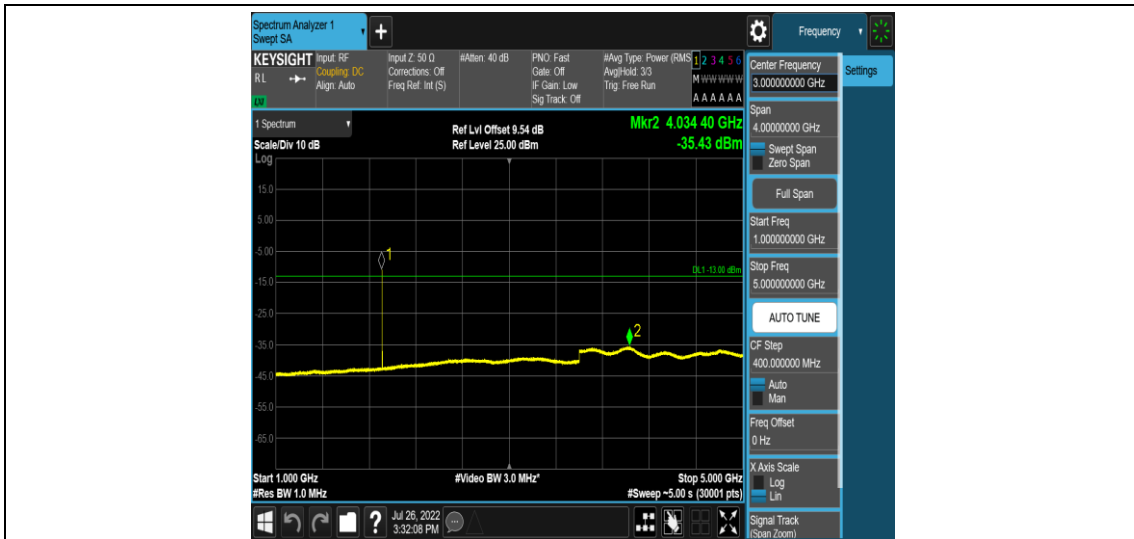 Spectrum Analyzer 1
Swept SA
+
Frequency
KEYSIGHT
RL
LM
Input: RF
Coupling: DC
Align: Auto
Input Z: 50 Ω
Corrections: Off
Freq Ref: Int (S)
#Atten: 40 dB
PNO: Fast
Gate: Off
IF Gain: Low
Sig Track: Off
#Avg Type: Power (RMS
Avg|Hold: 3/3
Trig: Free Run
1 2 3 4 5 6
M W W W W W
A A A A A A
1 Spectrum
Scale/Div 10 dB
Log
Ref Lvl Offset 9.54 dB
Ref Level 25.00 dBm
Mkr2 4.034 40 GHz
-35.43 dBm
15.0
5.00
-5.00
-15.0
-25.0
-35.0
-45.0
-55.0
-65.0
1
DL1 -13.00 dBm
2
Start 1.000 GHz
#Res BW 1.0 MHz
#Video BW 3.0 MHz*
Stop 5.000 GHz
#Sweep ~5.00 s (30001 pts)
?
Jul 26, 2022
3:32:08 PM
Center Frequency
3.000000000 GHz
Settings
Span
4.00000000 GHz
Swept Span
Zero Span
Full Span
Start Freq
1.000000000 GHz
Stop Freq
5.000000000 GHz
AUTO TUNE
CF Step
400.000000 MHz
Auto
Man
Freq Offset
0 Hz
X Axis Scale
Log
Lin
Signal Track
(Span Zoom)